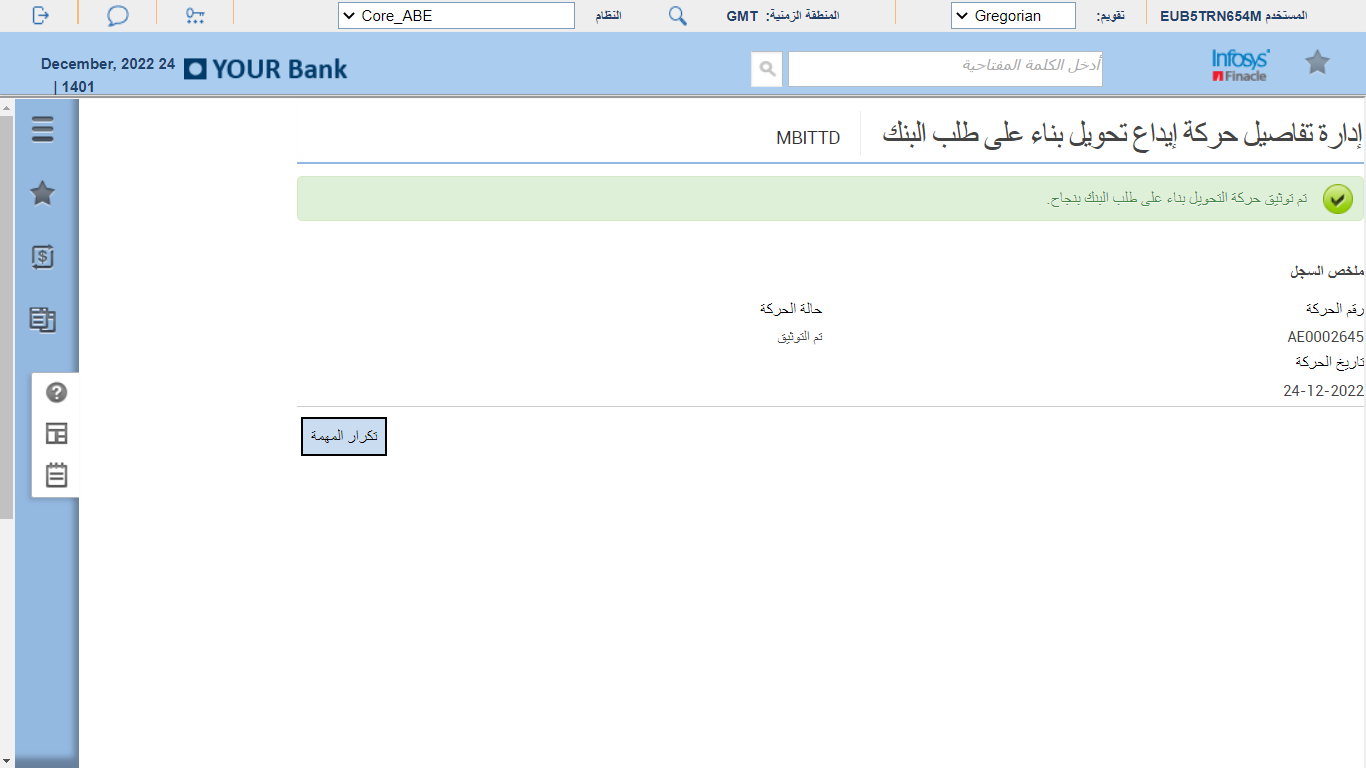 المستخدم EUB5TRN654M
تقويم: Gregorian
المنطقة الزمنية: GMT
النظام Core_ABE
Infosys Finacle
أدخل الكلمة المفتاحية
YOUR Bank
December, 2022 24
| 1401
إدارة تفاصيل حركة إيداع تحويل بناء على طلب البنك
MBITTD
تم توثيق حركة التحويل بناء على طلب البنك بنجاح.
ملخص السجل
رقم الحركة
AE0002645
حالة الحركة
تم التوثيق
تاريخ الحركة
24-12-2022
تكرار المهمة